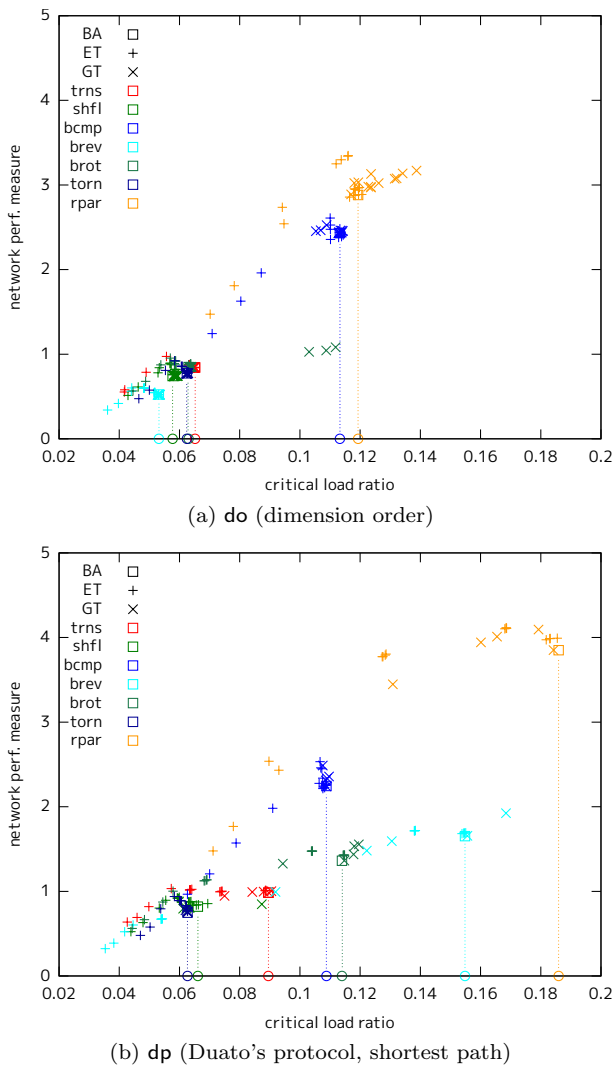 5
4
3
2
1
0
network perf. measure
BA
ET
GT
trns
shfl
bcmp
brev
brot
torn
rpar
0.02 0.04 0.06 0.08 0.1 0.12 0.14 0.16 0.18 0.2
critical load ratio
(a) do (dimension order)
5
4
3
2
1
0
network perf. measure
BA
ET
GT
trns
shfl
bcmp
brev
brot
torn
rpar
0.02 0.04 0.06 0.08 0.1 0.12 0.14 0.16 0.18 0.2
critical load ratio
(b) dp (Duato's protocol, shortest path)